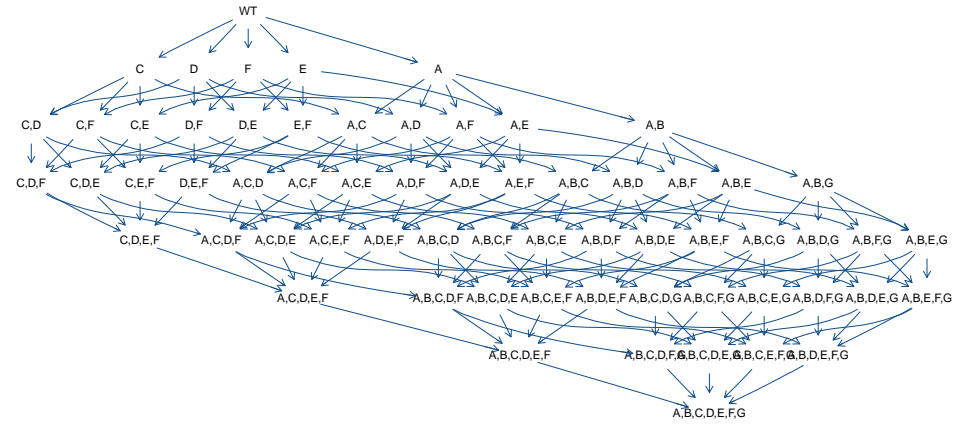 WT
C D F E A
C,D C,F C,E D,F D,E E,F A,C A,D A,F A,E A,B
C,D,F C,D,E C,E,F D,E,F A,C,D A,C,F A,C,E A,D,F A,D,E A,E,F A,B,C A,B,D A,B,F A,B,E A,B,G
C,D,E,F A,C,D,F A,C,D,E A,C,E,F A,D,E,F A,B,C,D A,B,C,F A,B,C,E A,B,D,F A,B,D,E A,B,E,F A,B,C,G A,B,D,G A,B,F,G A,B,E,G
A,C,D,E,F A,B,C,D,F A,B,C,D,E A,B,C,E,F A,B,D,E,F A,B,C,D,G A,B,C,F,G A,B,C,E,G A,B,D,F,G A,B,D,E,G A,B,E,F,G
A,B,C,D,E,F A,B,C,D,F,G A,B,C,D,E,G A,B,C,E,F,G A,B,D,E,F,G
A,B,C,D,E,F,G